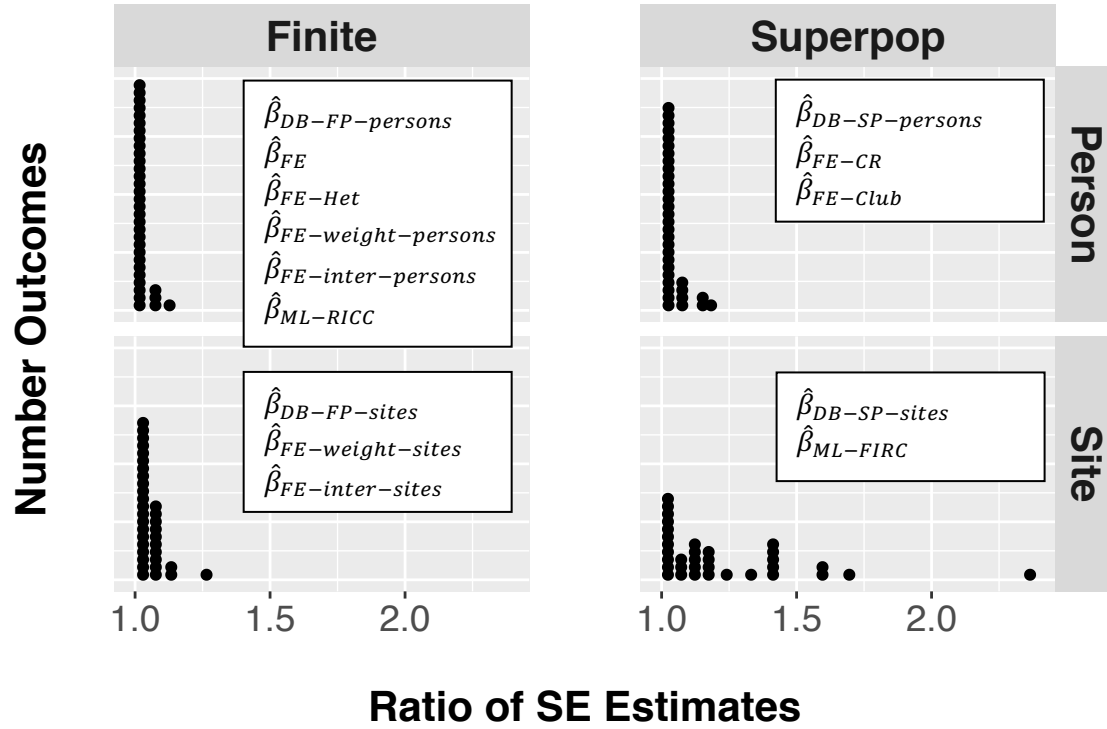 Finite
Superpop
Number Outcomes
β̂_DB−FP−persons
β̂_FE
β̂_FE−Het
β̂_FE−weight−persons
β̂_FE−inter−persons
β̂_ML−RICC
β̂_DB−SP−persons
β̂_FE−CR
β̂_FE−Club
Person
β̂_DB−FP−sites
β̂_FE−weight−sites
β̂_FE−inter−sites
β̂_DB−SP−sites
β̂_ML−FIRC
Site
1.0 1.5 2.0
1.0 1.5 2.0
Ratio of SE Estimates